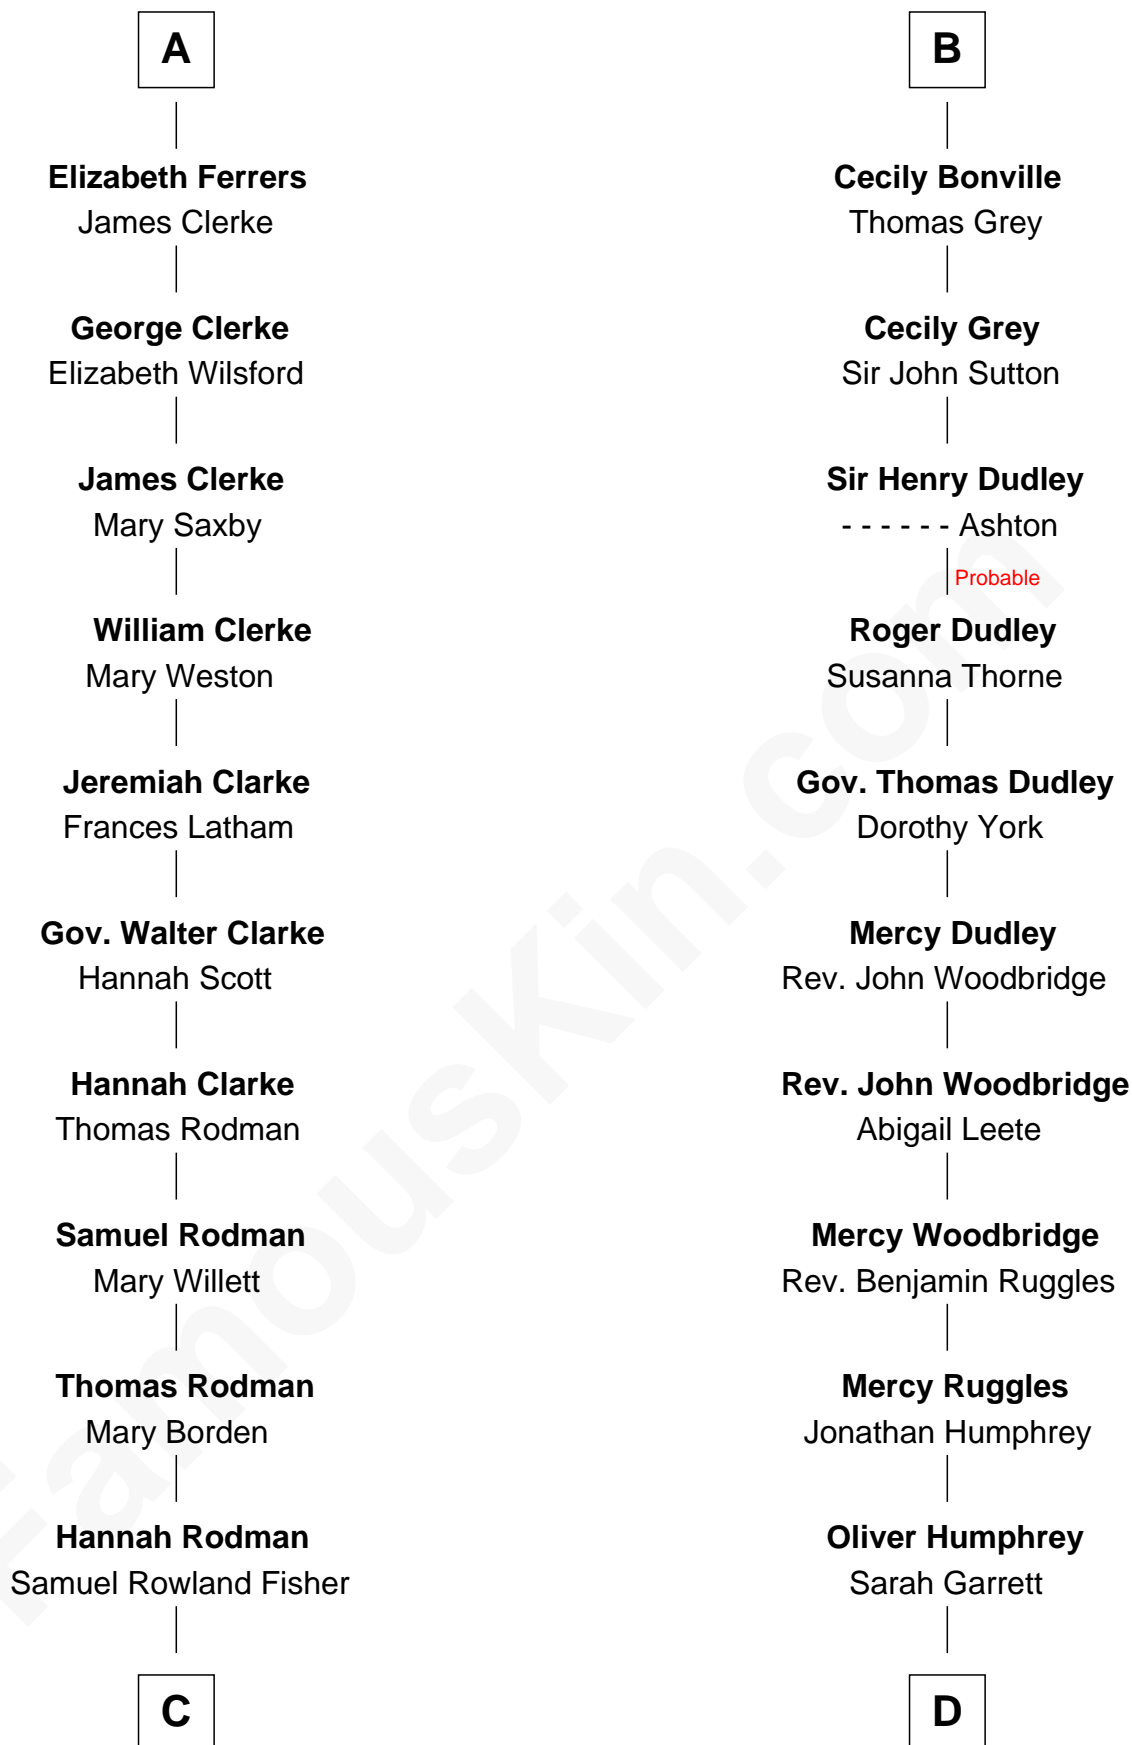 A
Elizabeth Ferrers
James Clerke
George Clerke
Elizabeth Wilsford
James Clerke
Mary Saxby
William Clerke
Mary Weston
Jeremiah Clarke
Frances Latham
Gov. Walter Clarke
Hannah Scott
Hannah Clarke
Thomas Rodman
Samuel Rodman
Mary Willett
Thomas Rodman
Mary Borden
Hannah Rodman
Samuel Rowland Fisher
C
B
Cecily Bonville
Thomas Grey
Cecily Grey
Sir John Sutton
Sir Henry Dudley
- - - - - - Ashton
Probable
Roger Dudley
Susanna Thorne
Gov. Thomas Dudley
Dorothy York
Mercy Dudley
Rev. John Woodbridge
Rev. John Woodbridge
Abigail Leete
Mercy Woodbridge
Rev. Benjamin Ruggles
Mercy Ruggles
Jonathan Humphrey
Oliver Humphrey
Sarah Garrett
D
FamousKin.com